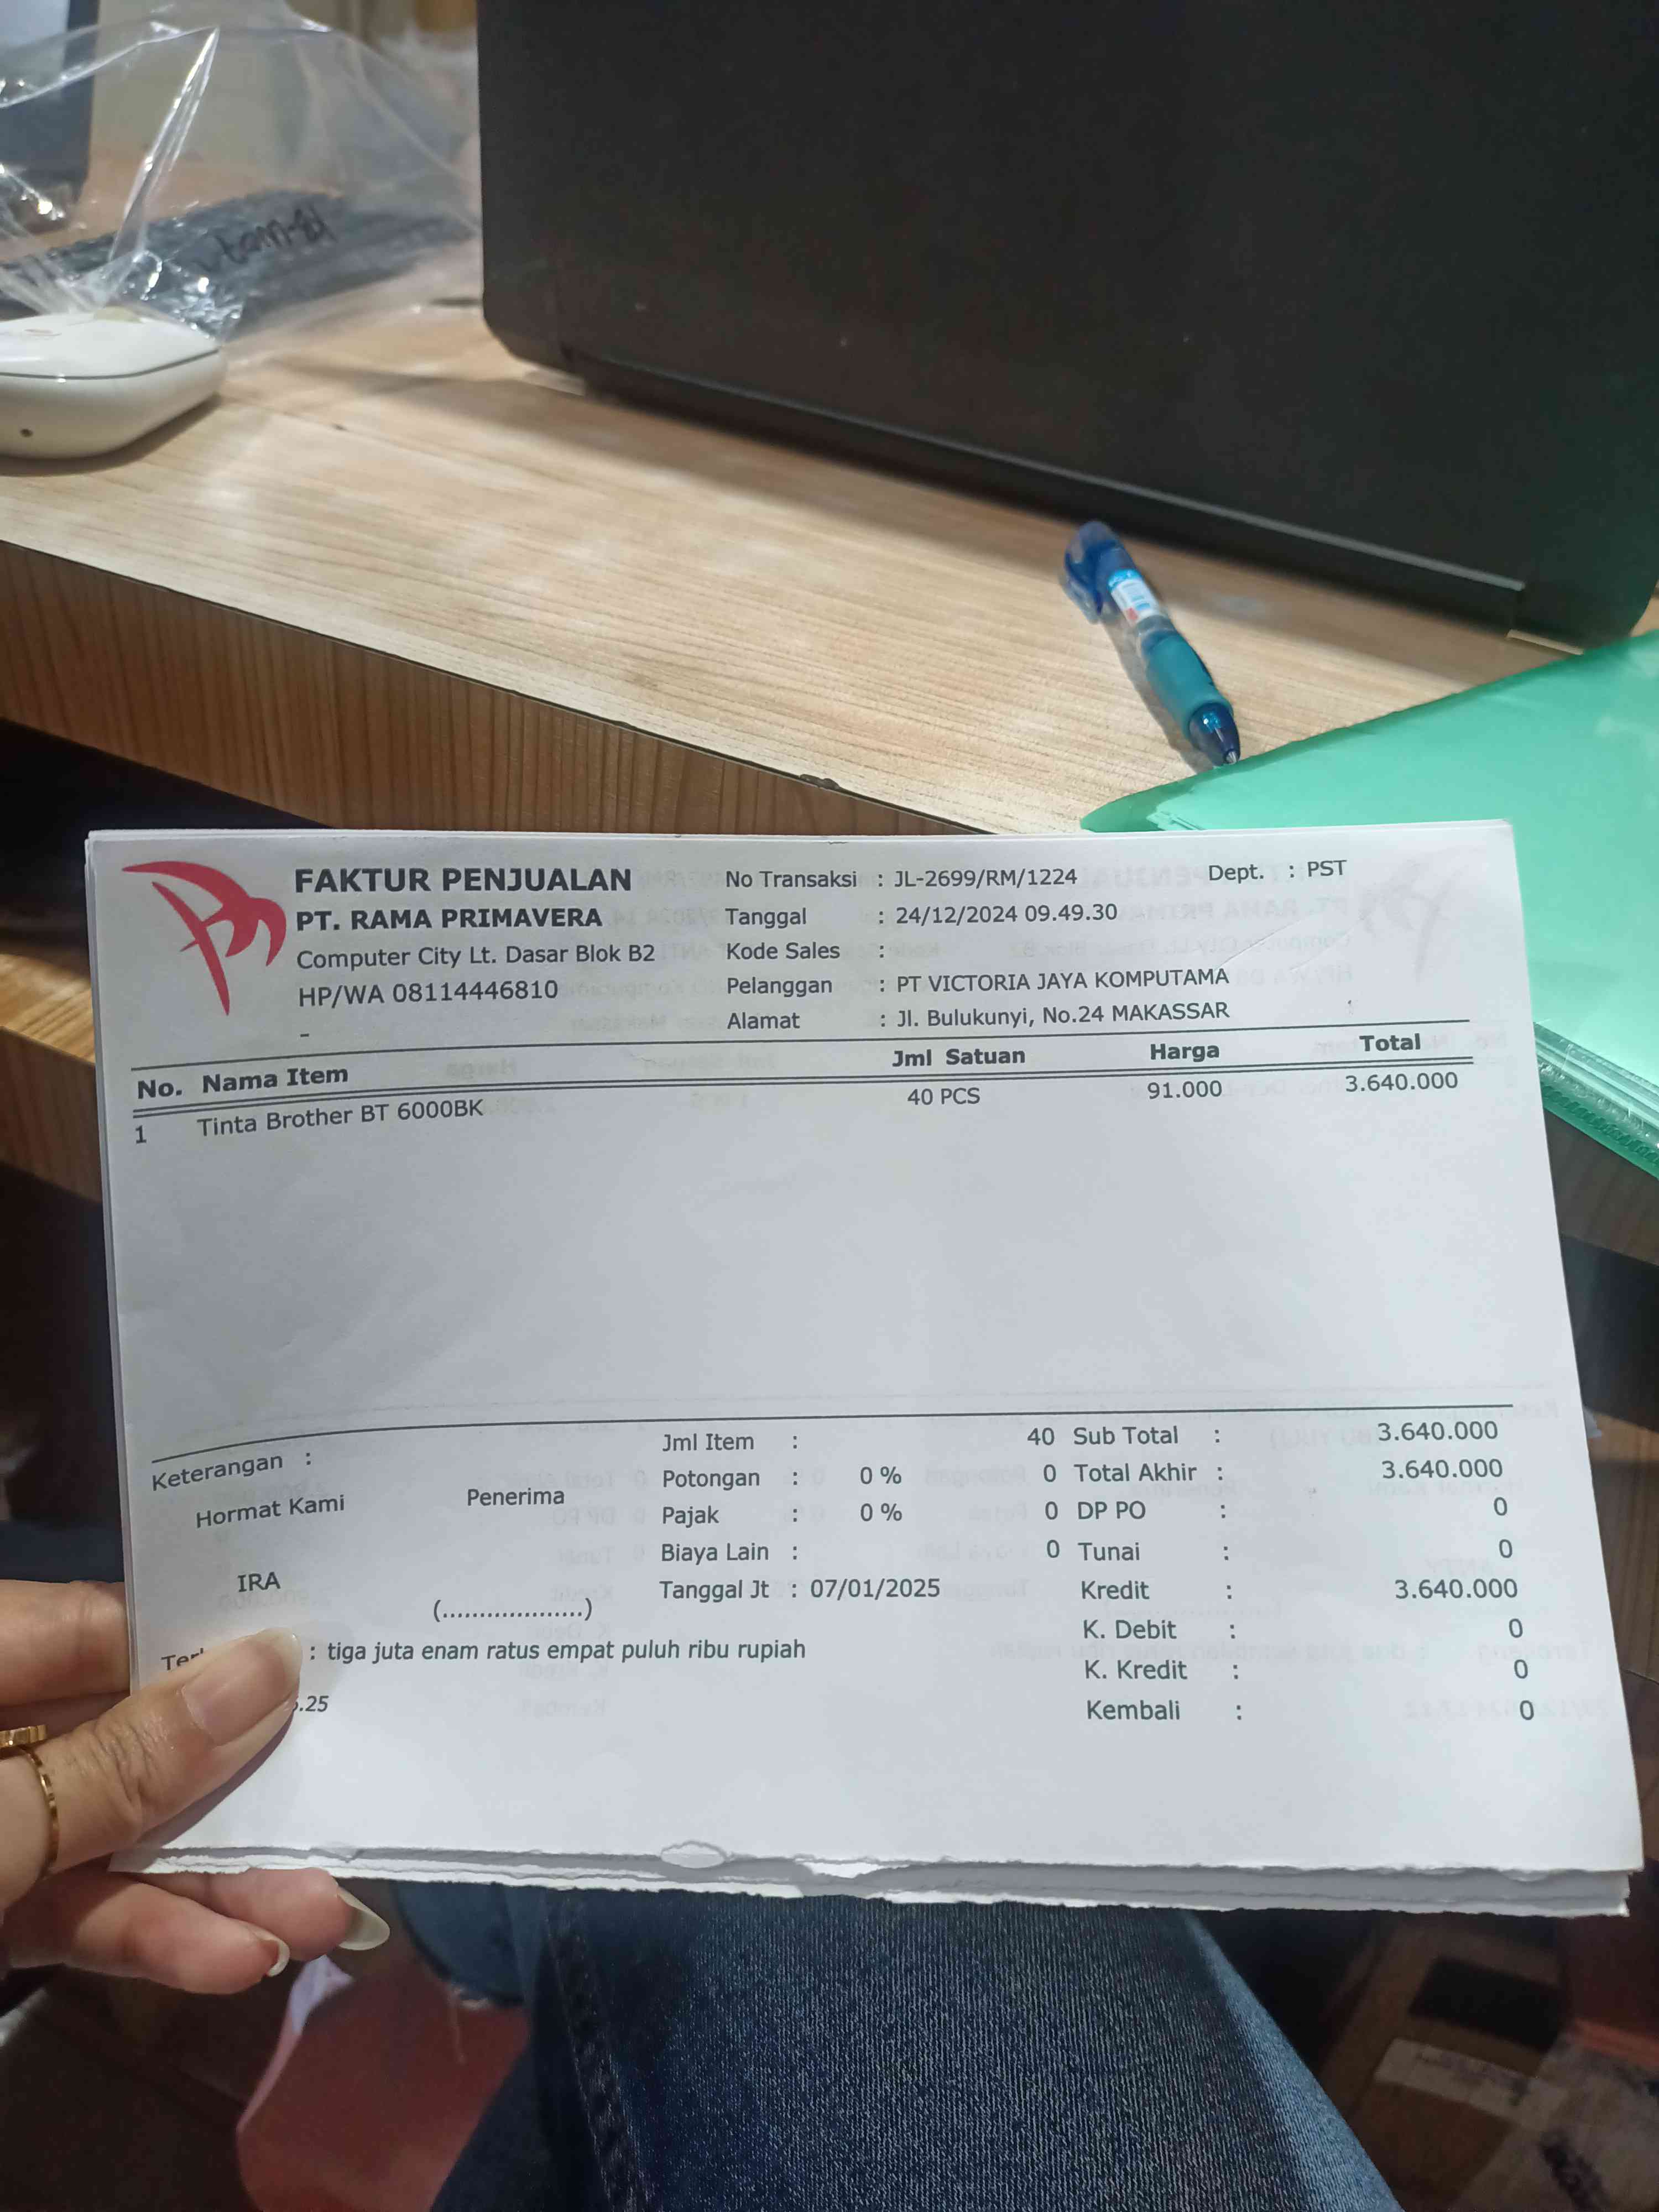 FAKTUR PENJUALAN
PT. RAMA PRIMAVERA
Computer City Lt. Dasar Blok B2
HP/WA 08114446810
-
No Transaksi : JL-2699/RM/1224 Dept. : PST
Tanggal : 24/12/2024 09.49.30
Kode Sales :
Pelanggan : PT VICTORIA JAYA KOMPUTAMA
Alamat : Jl. Bulukunyi, No.24 MAKASSAR
No. Nama Item Jml Satuan Harga Total
1 Tinta Brother BT 6000BK 40 PCS 91.000 3.640.000
Keterangan :
Hormat Kami Penerima
IRA
(...................)
Jml Item : 40
Potongan : 0 % 0
Pajak : 0 % 0
Biaya Lain : 0
Tanggal Jt : 07/01/2025
Sub Total : 3.640.000
Total Akhir : 3.640.000
DP PO : 0
Tunai : 0
Kredit : 3.640.000
K. Debit : 0
K. Kredit : 0
Kembali : 0
: tiga juta enam ratus empat puluh ribu rupiah
.25